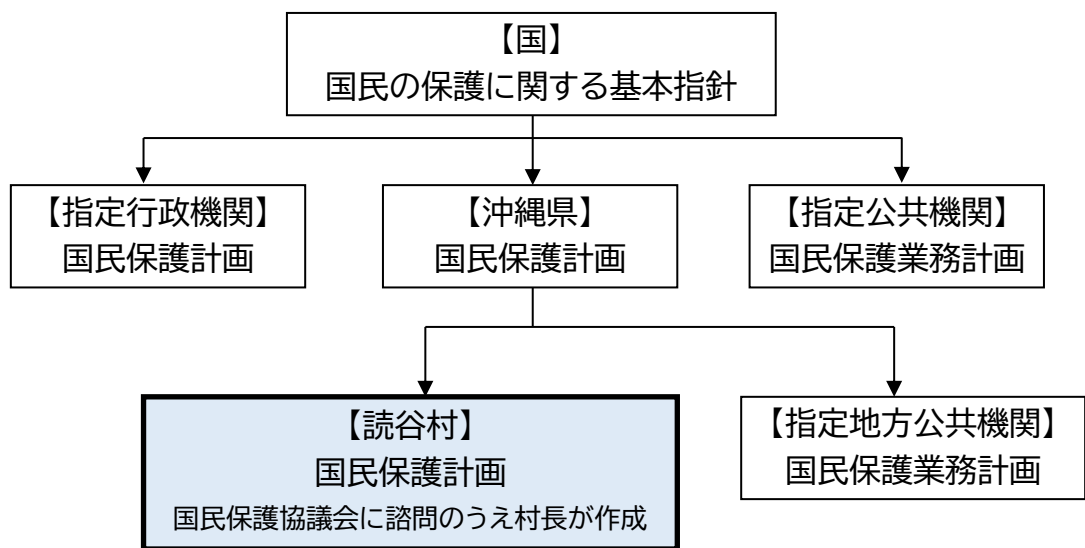 【国】
国民の保護に関する基本指針
【指定行政機関】
国民保護計画
【沖縄県】
国民保護計画
【指定公共機関】
国民保護業務計画
【読谷村】
国民保護計画
国民保護協議会に諮問のうえ村長が作成
【指定地方公共機関】
国民保護業務計画